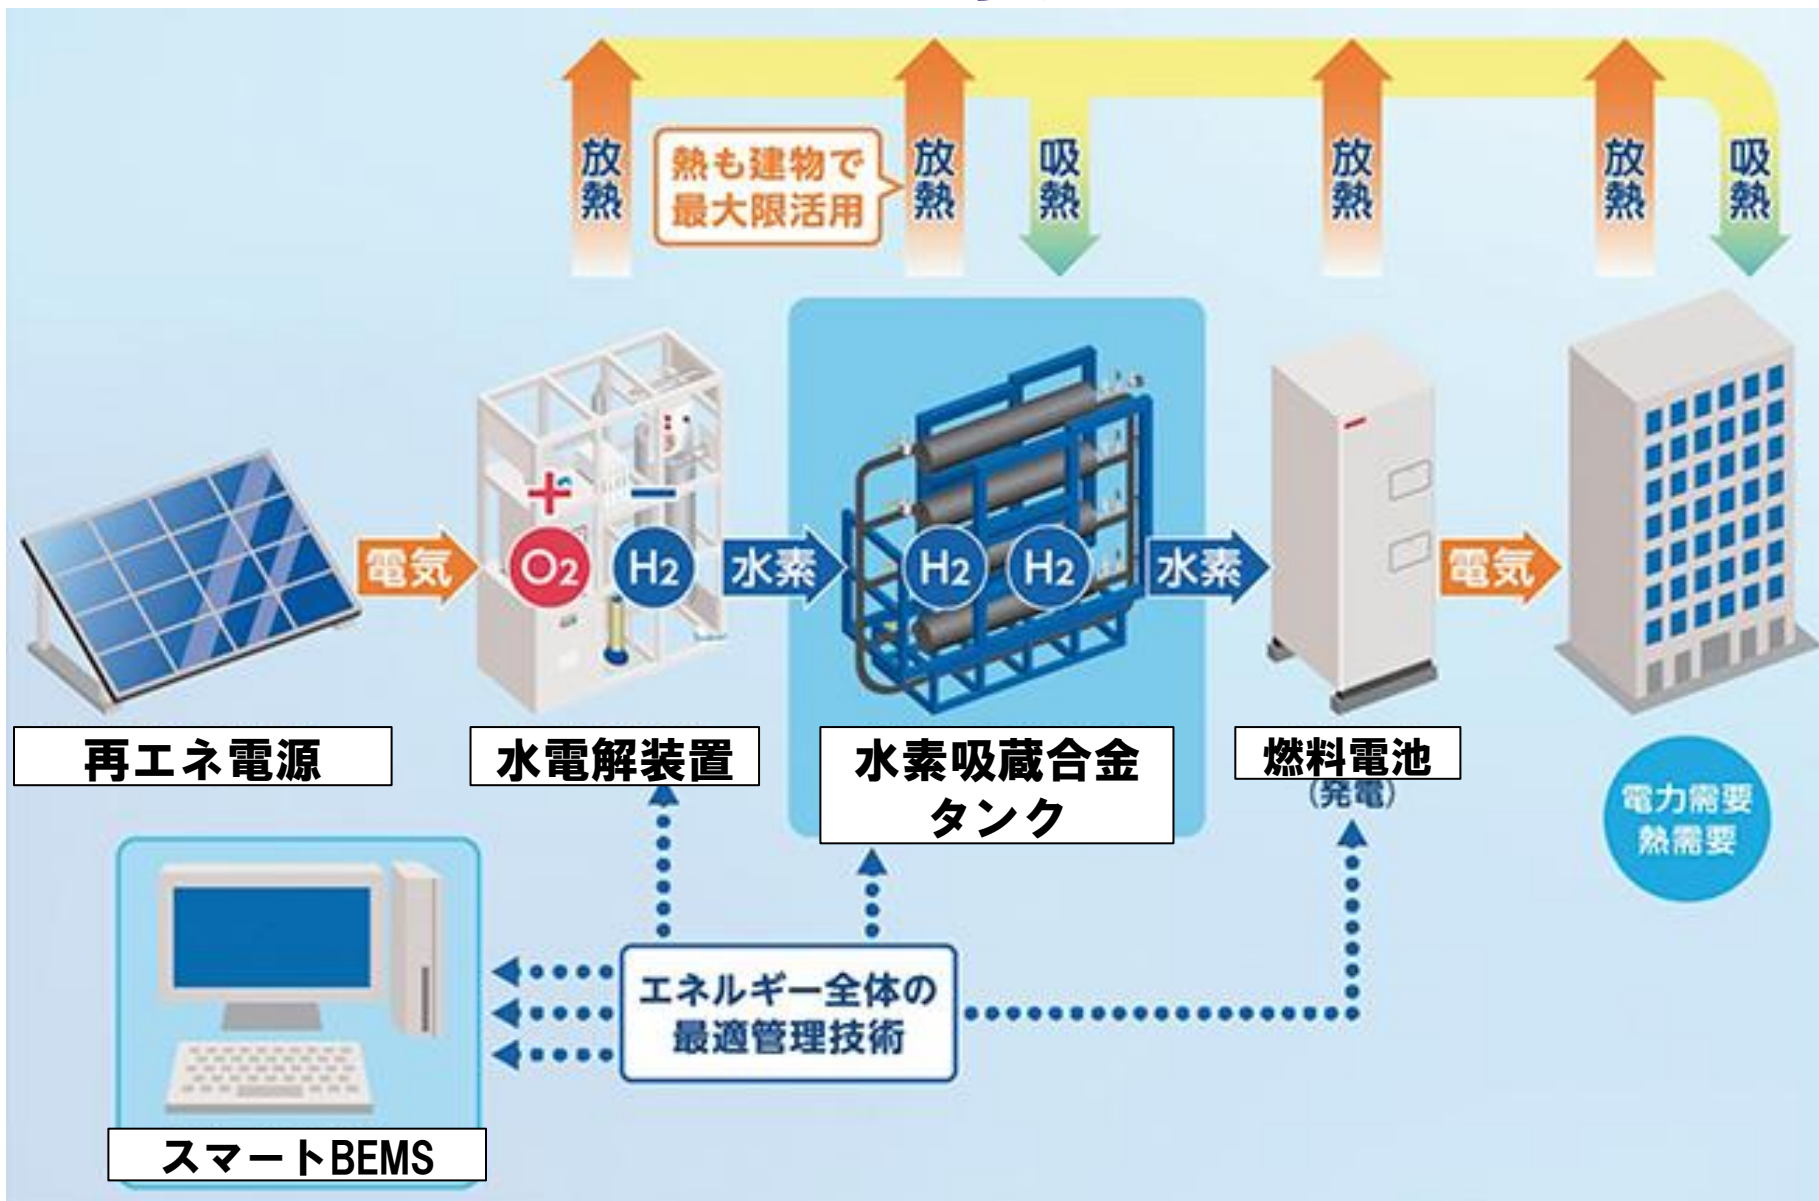 放熱
熱も建物で
最大限活用
放熱
吸熱
放熱
放熱
吸熱
電気
+
O2
−
H2
水素
H2
H2
水素
電気
再エネ電源
水電解装置
水素吸蔵合金
タンク
燃料電池
(発電)
電力需要
熱需要
エネルギー全体の
最適管理技術
スマートBEMS